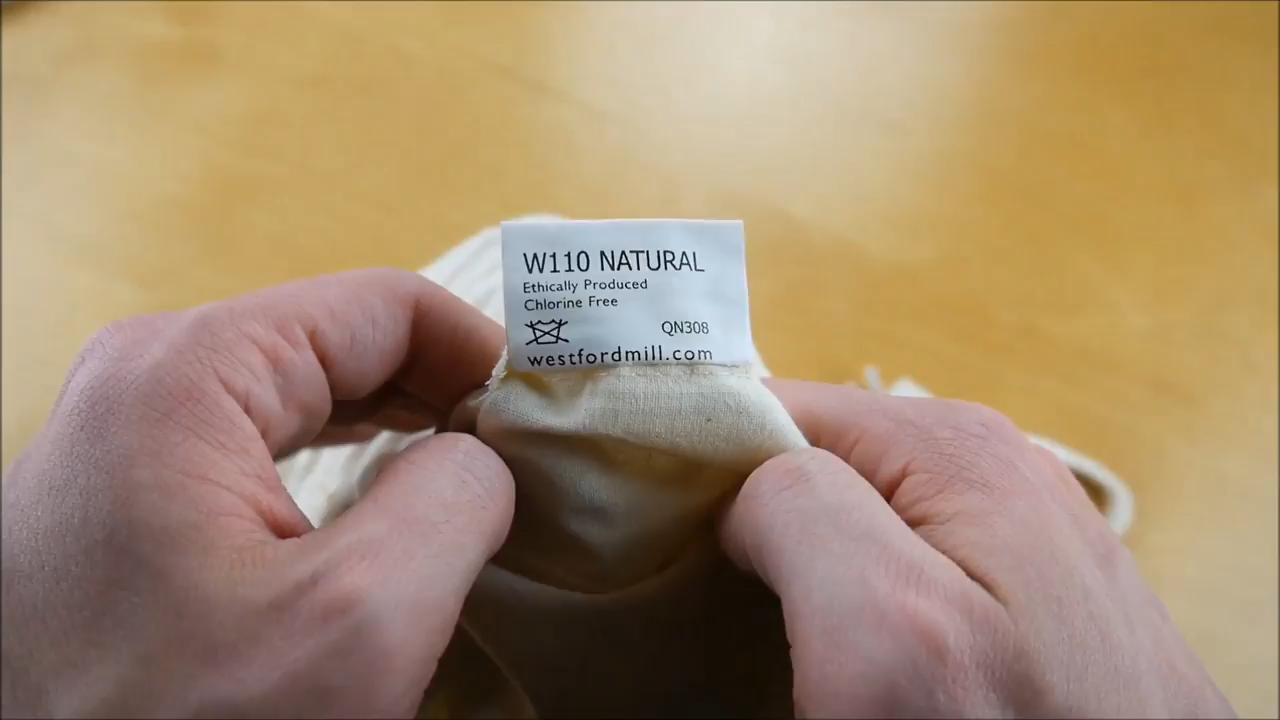 W110 NATURAL
Ethically Produced
Chlorine Free
QN308
westfordmill.com